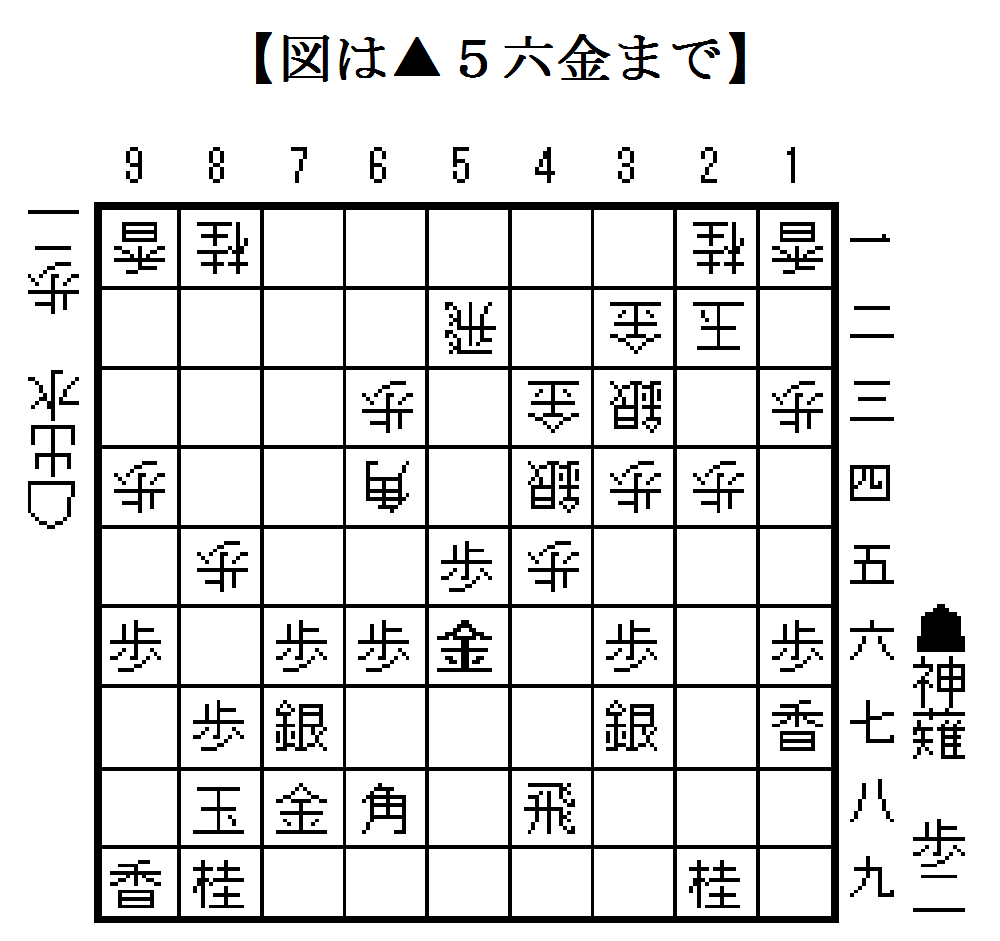 【図は▲５六金まで】
9 8 7 6 5 4 3 2 1
☖出水 歩二
香 桂 桂 香 一
飛 金 玉 二
歩 金 銀 歩 三
歩 角 銀 歩 歩 四
歩 歩 歩 五
歩 歩 歩 金 歩 歩 六
歩 銀 銀 香 七
玉 金 角 飛 八
香 桂 桂 九
☗神薙 歩二